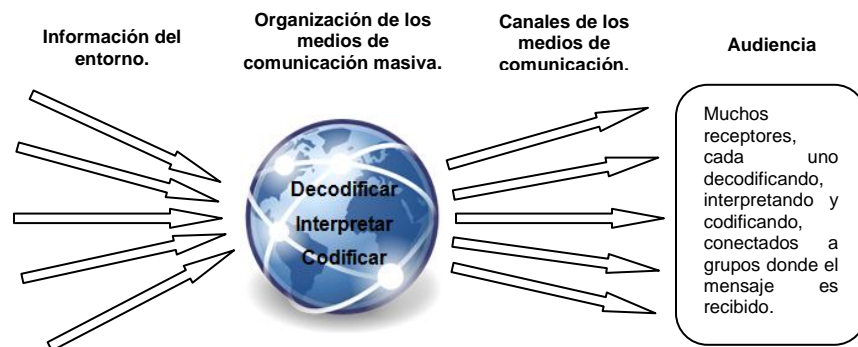 Información del
entorno.
Organización de los
medios de
comunicación masiva.
Canales de los
medios de
comunicación.
Audiencia
Decodificar
Interpretar
Codificar
Muchos
receptores,
cada uno
decodificando,
interpretando y
codificando,
conectados a
grupos donde el
mensaje es
recibido.